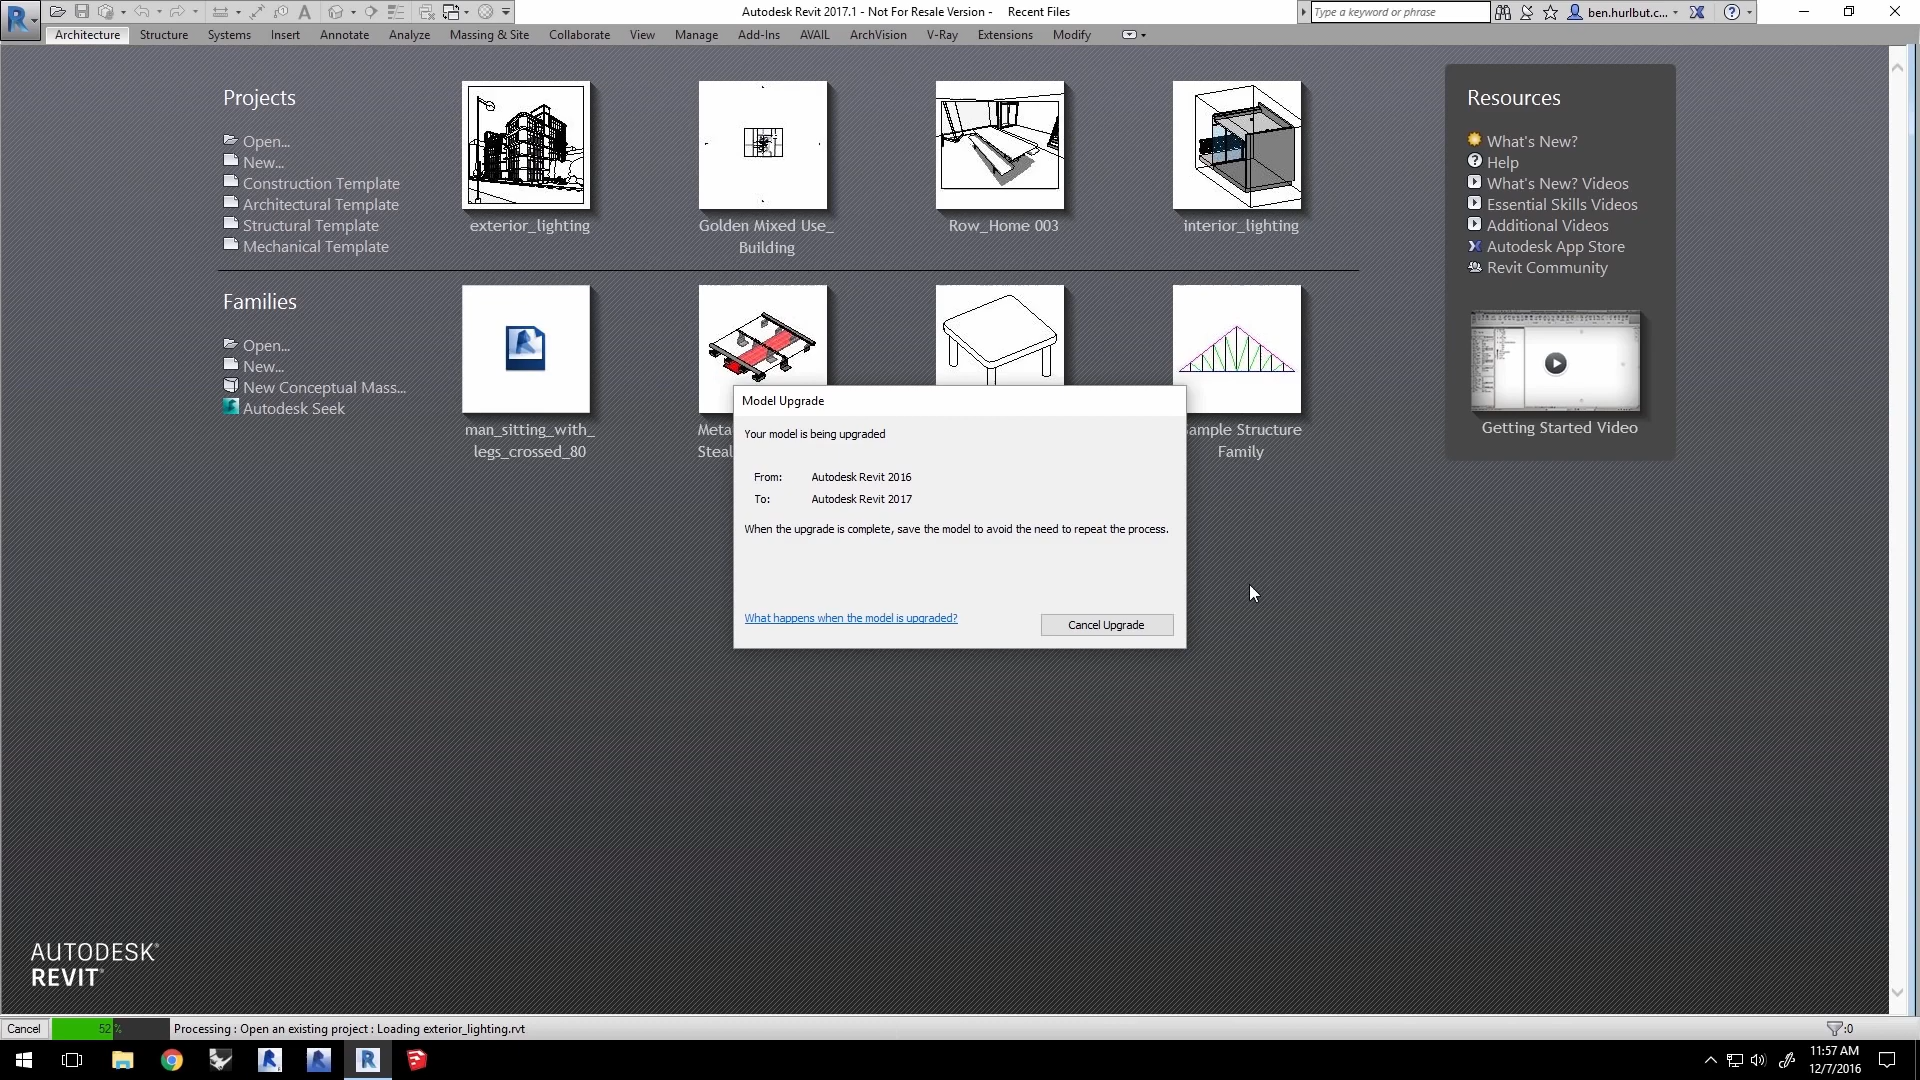 Autodesk Revit 2017.1 - Not For Resale Version - Recent Files
Type a keyword or phrase
ben.hurlbut.c...
Architecture Structure Systems Insert Annotate Analyze Massing & Site Collaborate View Manage Add-Ins AVAIL ArchVision V-Ray Extensions Modify
Projects
Open...
New...
Construction Template
Architectural Template
Structural Template
Mechanical Template
exterior_lighting
Golden Mixed Use_
Building
Row_Home 003
interior_lighting
Families
Open...
New...
New Conceptual Mass...
Autodesk Seek
man_sitting_with_
legs_crossed_80
Meta
Steal
ample Structure
Family
Resources
What's New?
Help
What's New? Videos
Essential Skills Videos
Additional Videos
Autodesk App Store
Revit Community
Getting Started Video
Model Upgrade
Your model is being upgraded
From: Autodesk Revit 2016
To: Autodesk Revit 2017
When the upgrade is complete, save the model to avoid the need to repeat the process.
What happens when the model is upgraded?
Cancel Upgrade
AUTODESK®
REVIT®
Cancel 52 % Processing : Open an existing project : Loading exterior_lighting.rvt
:0
11:57 AM
12/7/2016